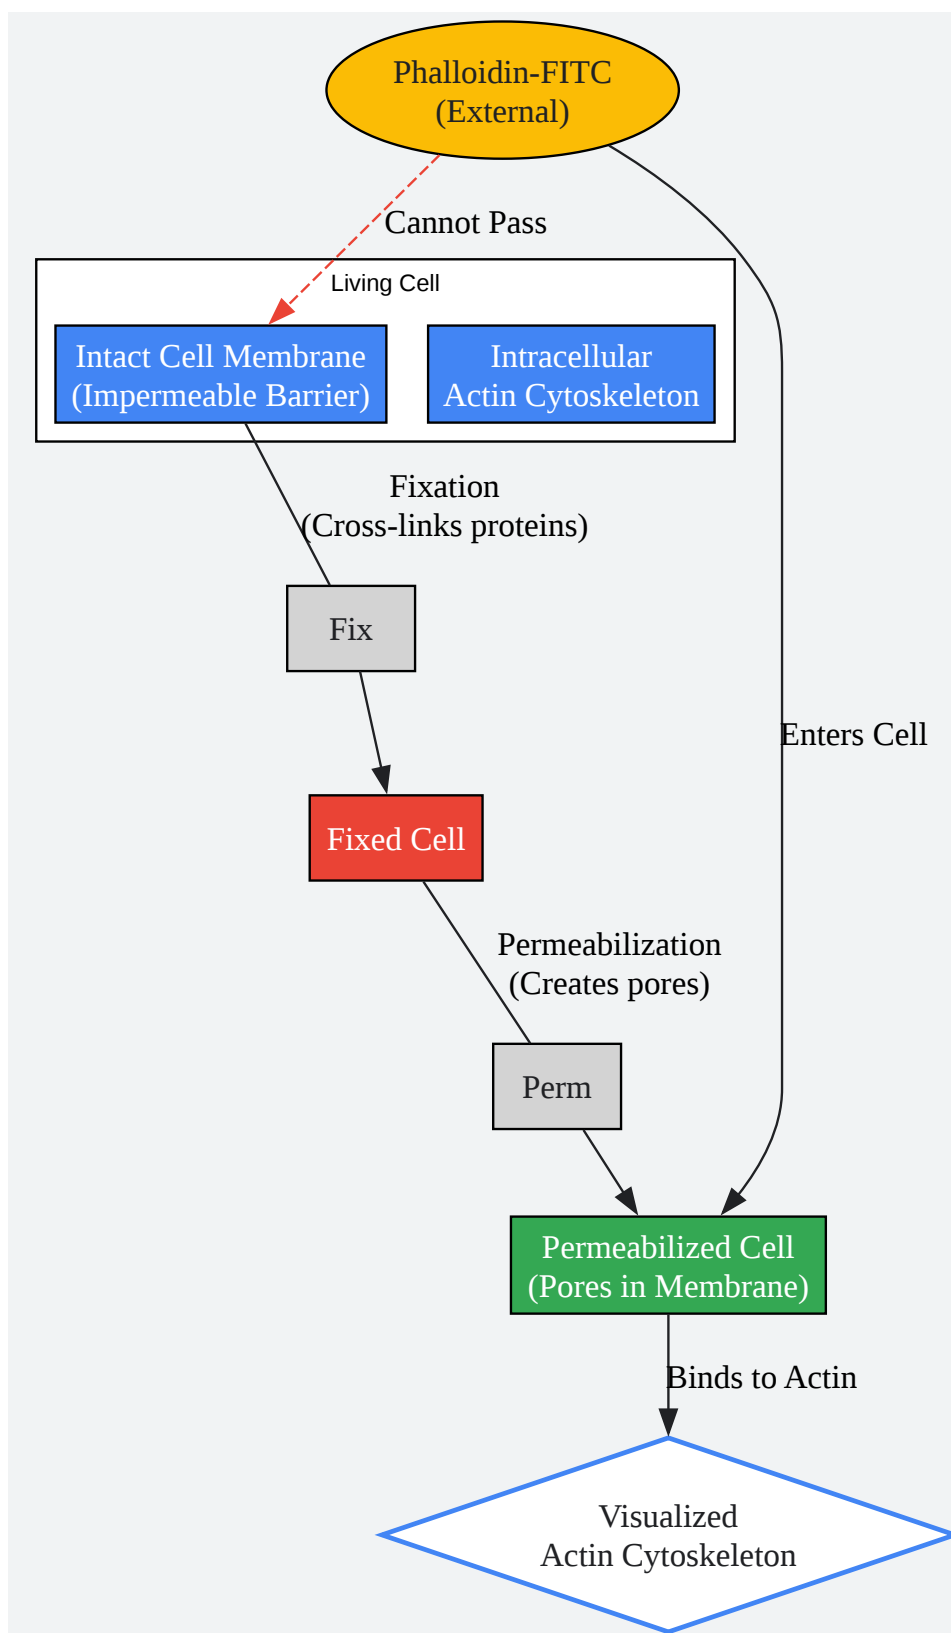 Phalloidin-FITC
(External)
Cannot Pass
Living Cell
Intact Cell Membrane
(Impermeable Barrier)
Intracellular
Actin Cytoskeleton
Fixation
(Cross-links proteins)
Fix
Enters Cell
Fixed Cell
Permeabilization
(Creates pores)
Perm
Permeabilized Cell
(Pores in Membrane)
Binds to Actin
Visualized
Actin Cytoskeleton